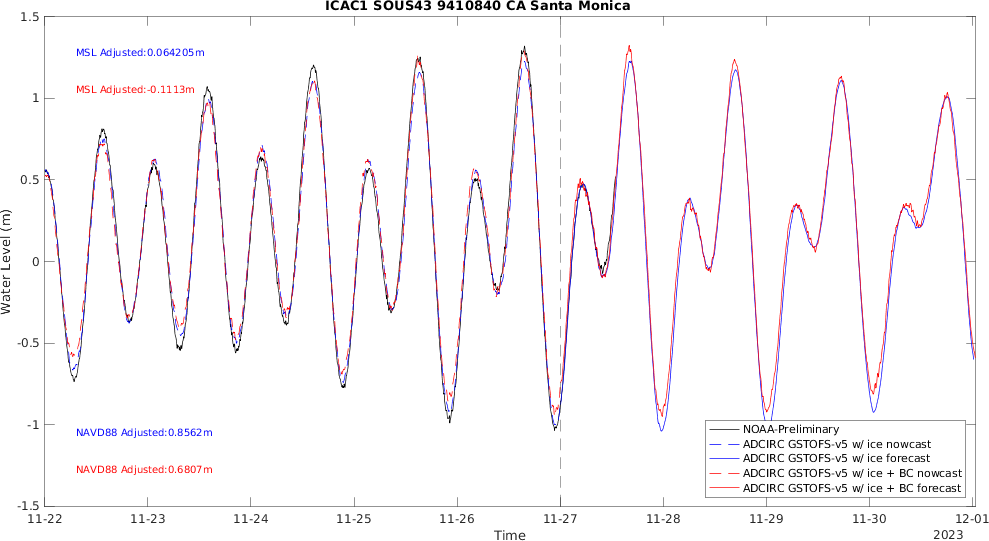 ICAC1 SOUS43 9410840 CA Santa Monica
1.5
MSL Adjusted:0.064205m
MSL Adjusted:-0.1113m
1
0.5
0
-0.5
-1
-1.5
Water Level (m)
NAVD88 Adjusted:0.8562m
NAVD88 Adjusted:0.6807m
NOAA-Preliminary
ADCIRC GSTOFS-v5 w/ ice nowcast
ADCIRC GSTOFS-v5 w/ ice forecast
ADCIRC GSTOFS-v5 w/ ice + BC nowcast
ADCIRC GSTOFS-v5 w/ ice + BC forecast
11-22 11-23 11-24 11-25 11-26 11-27 11-28 11-29 11-30 12-01
Time
2023